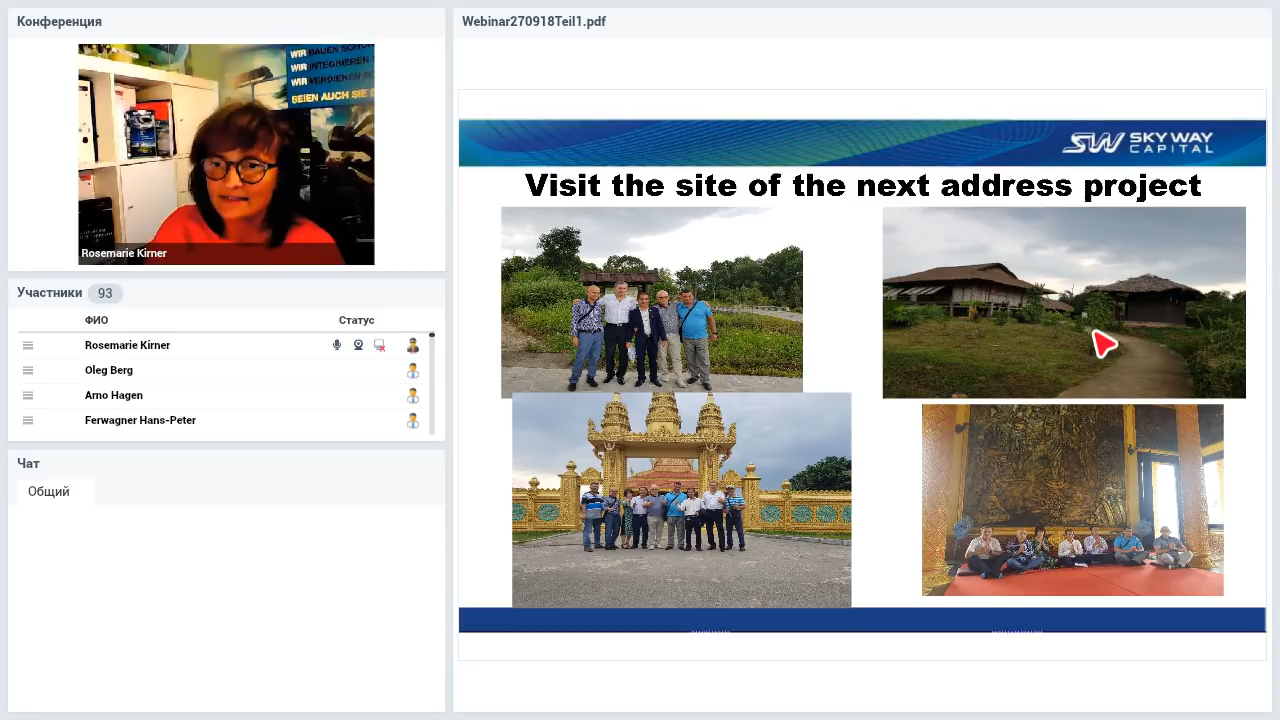 Конференция
WIR BAUEN SCHON
WIR INTEGRIEREN
WIR VERDIENEN
SEIEN AUCH SIE
Rosemarie Kirner
Участники 93
ФИО Статус
Rosemarie Kirner
Oleg Berg
Arno Hagen
Ferwagner Hans-Peter
Чат
Общий
Webinar270918Teil1.pdf
SW SKY WAY
CAPITAL
Visit the site of the next address project